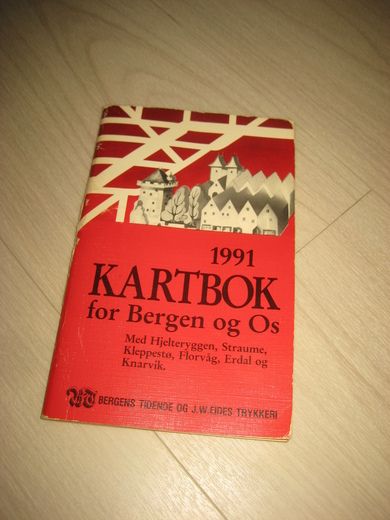 1991
KARTBOK
for Bergen og Os
Med Hjelteryggen, Straume,
Kleppestø, Florvåg, Erdal og
Knarvik.
BT BERGENS TIDENDE OG J.W.EIDES TRYKKERI